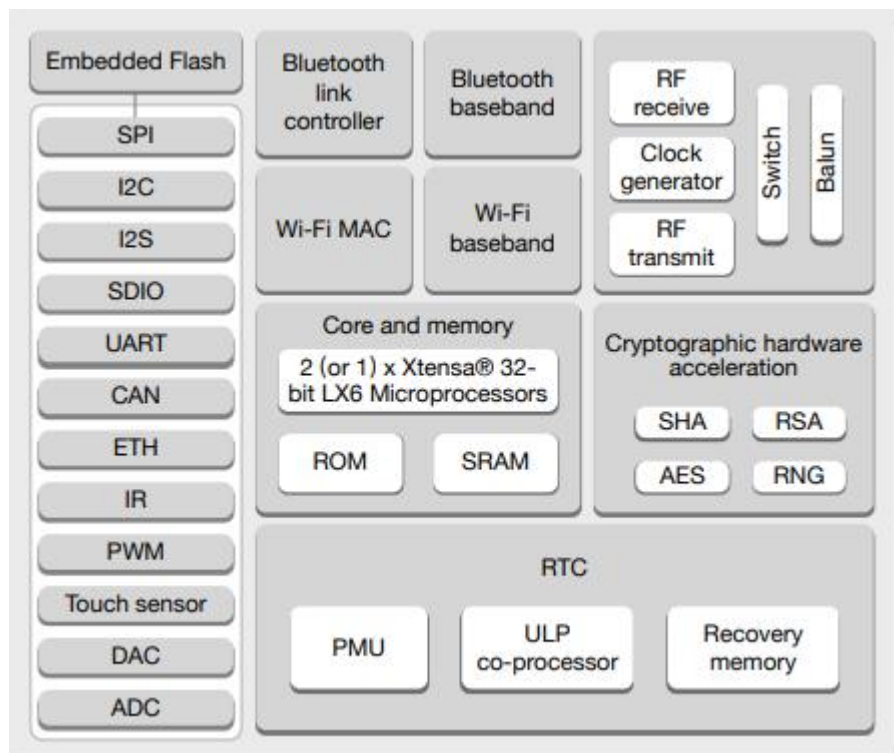 Embedded Flash
SPI
I2C
I2S
SDIO
UART
CAN
ETH
IR
PWM
Touch sensor
DAC
ADC
Bluetooth
link
controller
Bluetooth
baseband
Wi-Fi MAC
Wi-Fi
baseband
RF
receive
Clock
generator
RF
transmit
Switch
Balun
Core and memory
2 (or 1) x Xtensa® 32-
bit LX6 Microprocessors
ROM
SRAM
Cryptographic hardware
acceleration
SHA
RSA
AES
RNG
RTC
PMU
ULP
co-processor
Recovery
memory